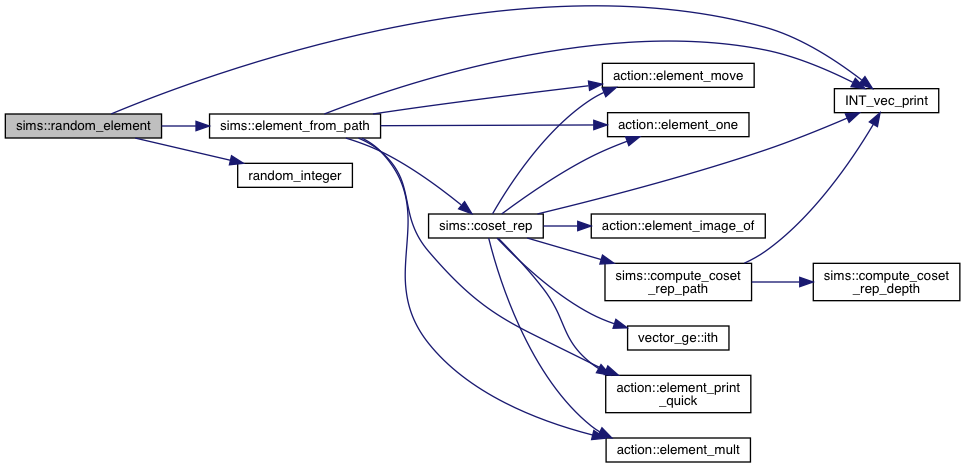 sims::random_element
sims::element_from_path
random_integer
sims::coset_rep
action::element_move
action::element_one
action::element_image_of
sims::compute_coset
_rep_path
vector_ge::ith
action::element_print
_quick
action::element_mult
INT_vec_print
sims::compute_coset
_rep_depth